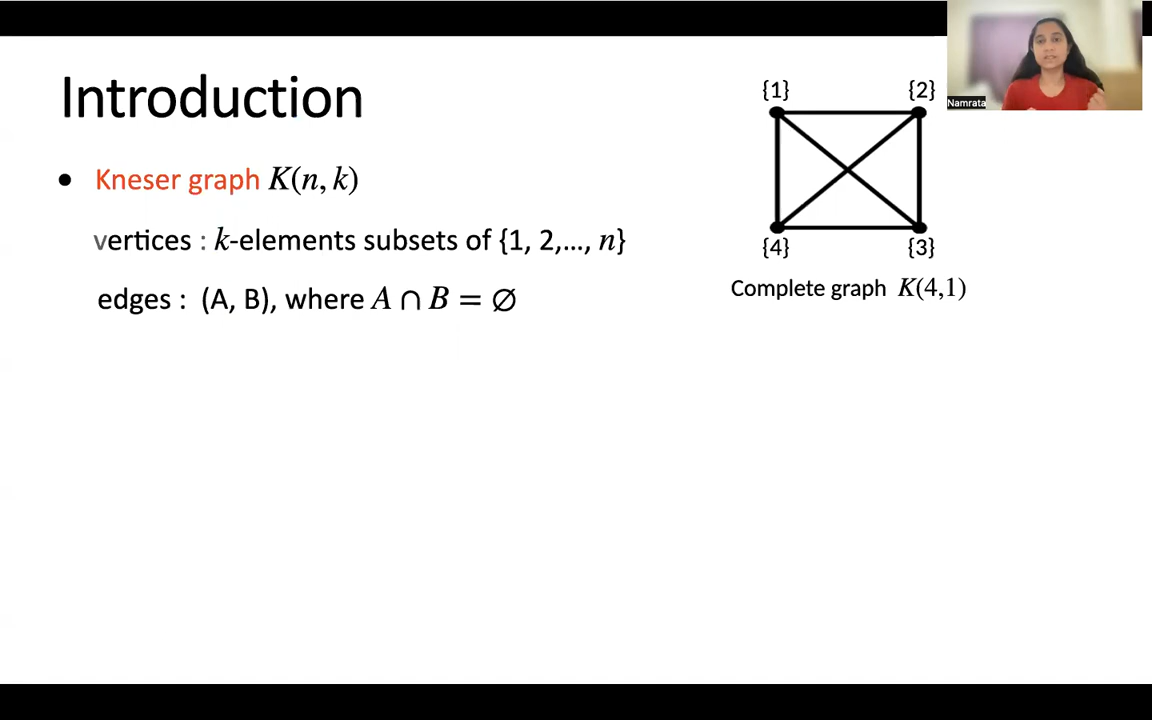 Introduction
{1} {2}
Namrata
• Kneser graph K(n, k)
vertices : k-elements subsets of {1, 2,..., n}
{4} {3}
edges : (A, B), where A ∩ B = ∅
Complete graph K(4,1)